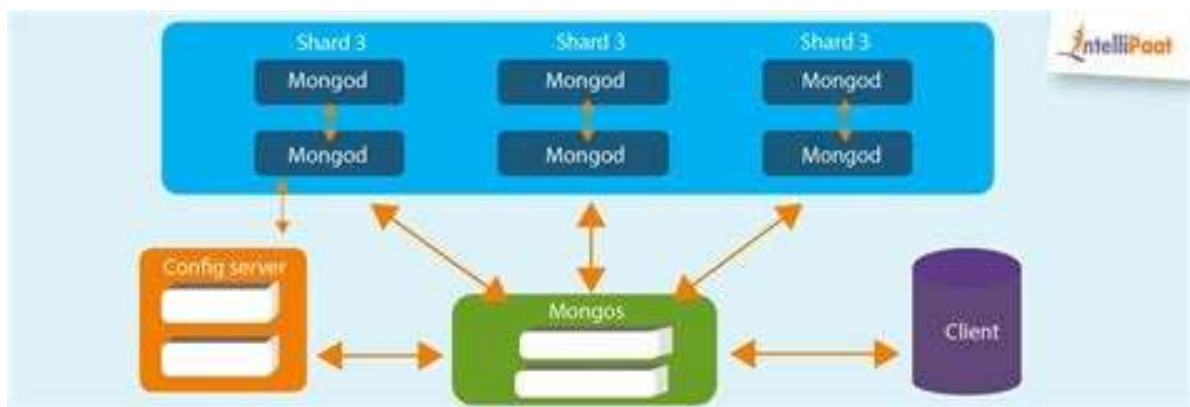 Shard 3
Shard 3
Shard 3
IntelliPaat
Mongod
Mongod
Mongod
Mongod
Mongod
Mongod
Config server
Mongos
Client